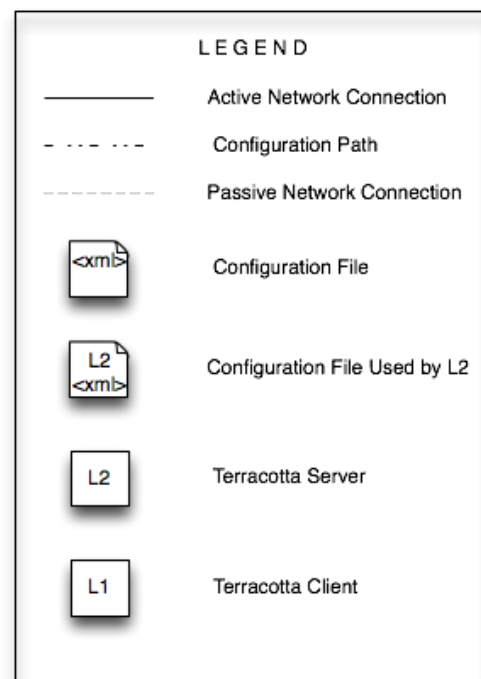 LEGEND
Active Network Connection
Configuration Path
Passive Network Connection
<xml>
Configuration File
L2
<xml>
Configuration File Used by L2
L2
Terracotta Server
L1
Terracotta Client